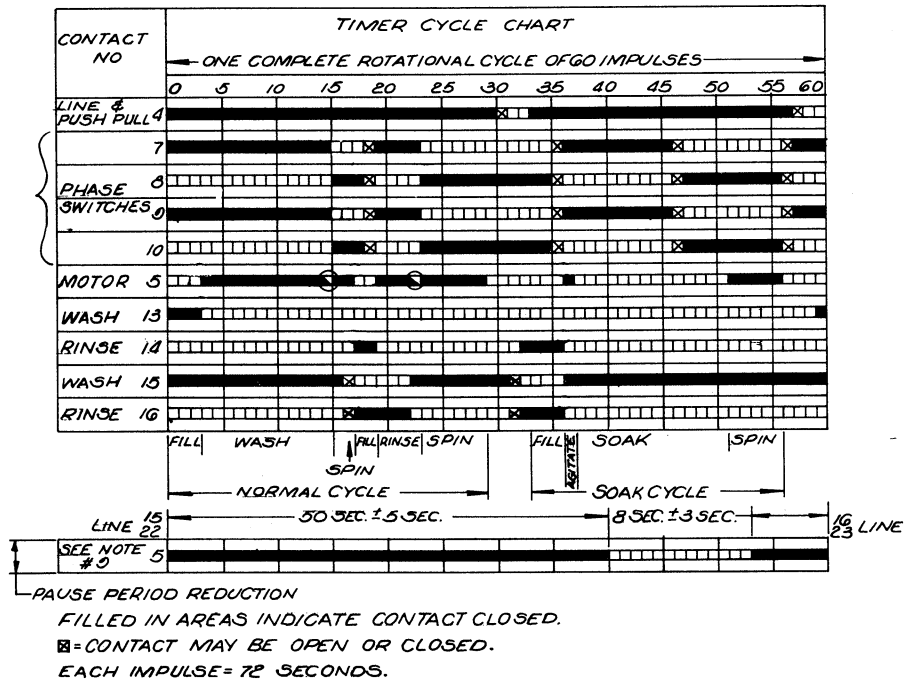 TIMER CYCLE CHART
CONTACT
NO
ONE COMPLETE ROTATIONAL CYCLE OF 60 IMPULSES
0 5 10 15 20 25 30 35 40 45 50 55 60
LINE &
PUSH PULL 4
7
PHASE 8
SWITCHES 9
10
MOTOR 5
WASH 13
RINSE 14
WASH 15
RINSE 16
FILL WASH FILL RINSE SPIN FILL AGITATE SOAK SPIN
SPIN
NORMAL CYCLE SOAK CYCLE
LINE 15 50 SEC. ±5 SEC. 8 SEC. ±3 SEC. 16 LINE
22 23
SEE NOTE
#9 5
PAUSE PERIOD REDUCTION
FILLED IN AREAS INDICATE CONTACT CLOSED.
⊠=CONTACT MAY BE OPEN OR CLOSED.
EACH IMPULSE= 72 SECONDS.